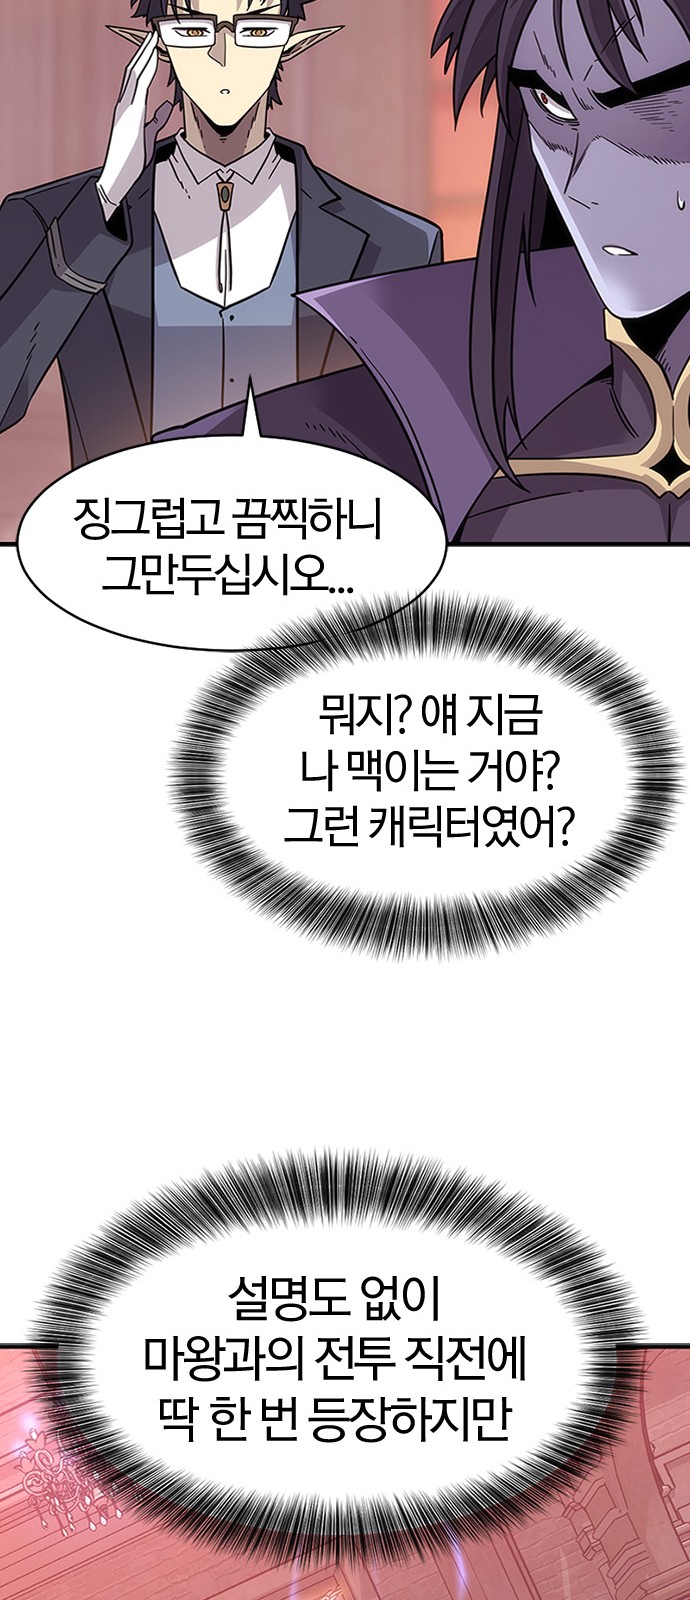 징그럽고 끔찍하니
그만두십시오...
뭐지? 얘 지금
나 맥이는 거야?
그런 캐릭터였어?
설명도 없이
마왕과의 전투 직전에
딱 한 번 등장하지만